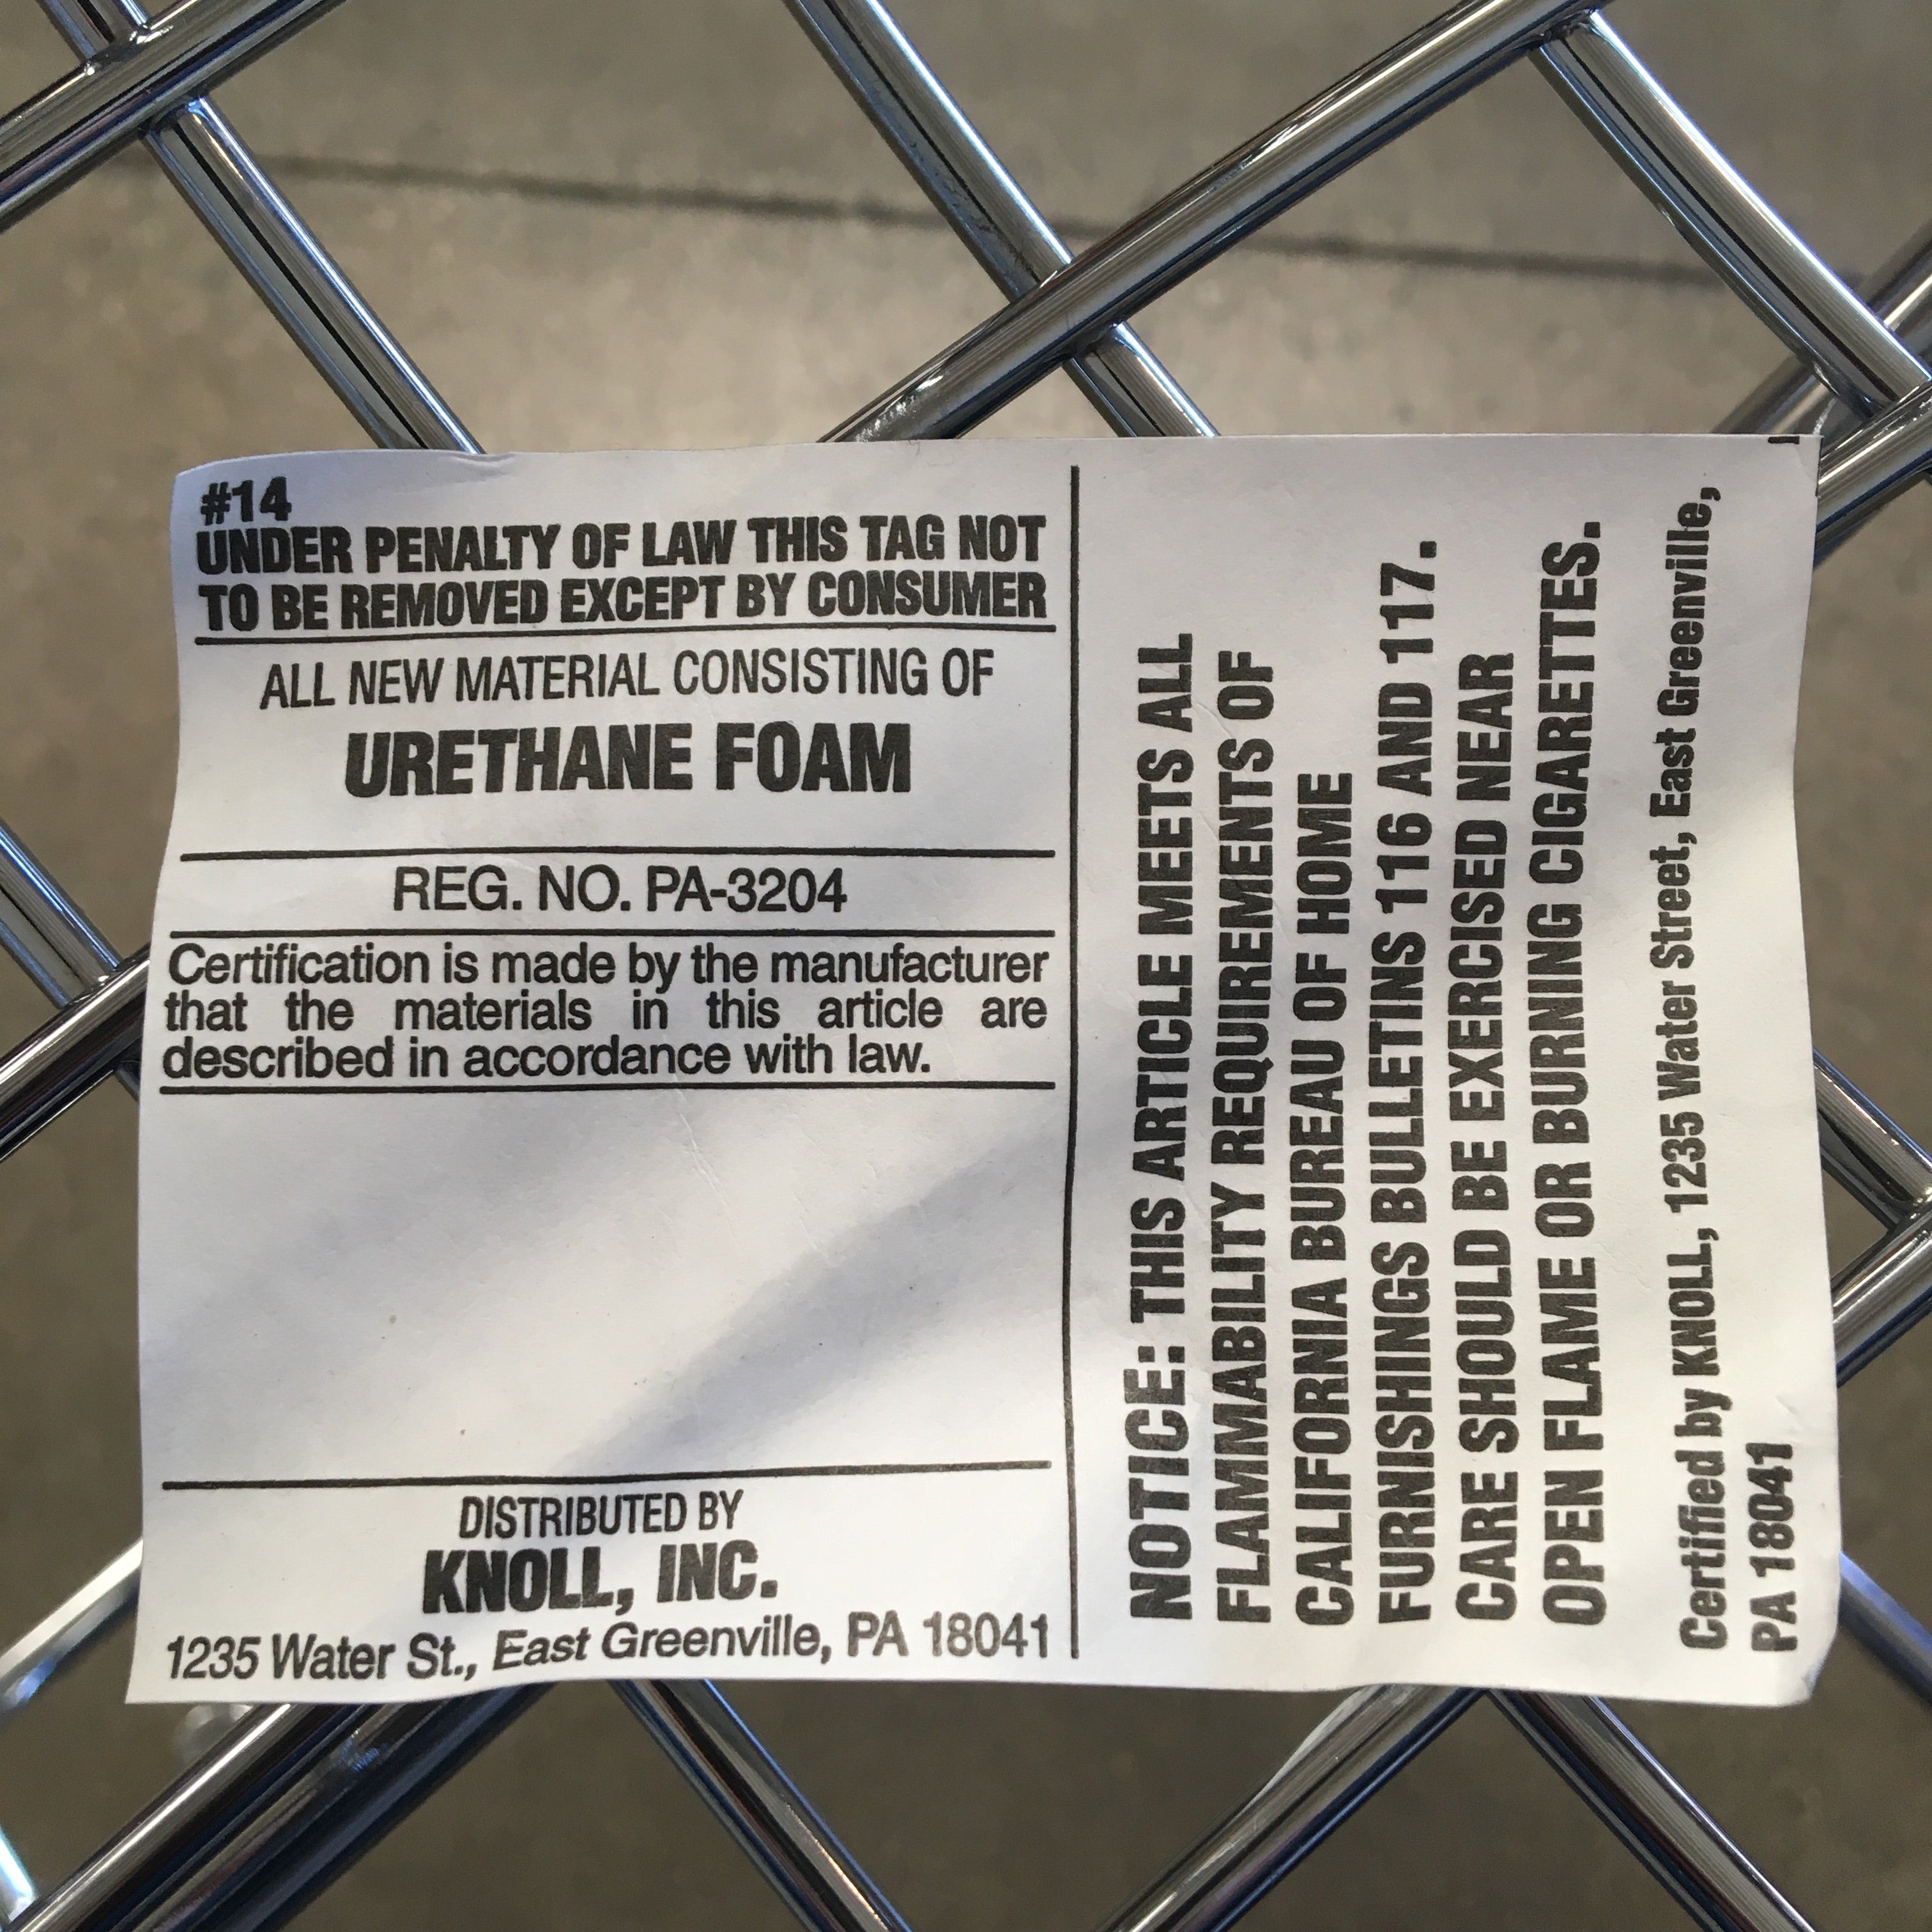 #14
UNDER PENALTY OF LAW THIS TAG NOT
TO BE REMOVED EXCEPT BY CONSUMER
ALL NEW MATERIAL CONSISTING OF
URETHANE FOAM
REG. NO. PA-3204
Certification is made by the manufacturer
that the materials in this article are
described in accordance with law.
DISTRIBUTED BY
KNOLL, INC.
1235 Water St., East Greenville, PA 18041
NOTICE: THIS ARTICLE MEETS ALL
FLAMMABILITY REQUIREMENTS OF
CALIFORNIA BUREAU OF HOME
FURNISHINGS BULLETINS 116 AND 117.
CARE SHOULD BE EXERCISED NEAR
OPEN FLAME OR BURNING CIGARETTES.
Certified by KNOLL, 1235 Water Street, East Greenville,
PA 18041